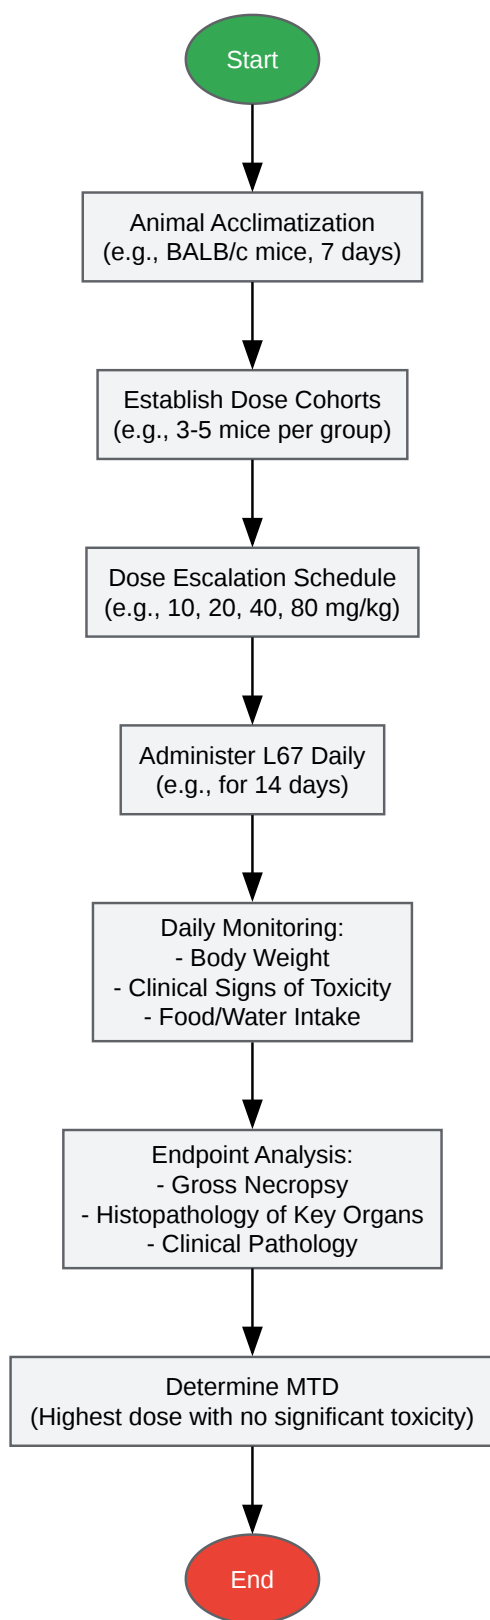 Start
Animal Acclimatization
(e.g., BALB/c mice, 7 days)
Establish Dose Cohorts
(e.g., 3-5 mice per group)
Dose Escalation Schedule
(e.g., 10, 20, 40, 80 mg/kg)
Administer L67 Daily
(e.g., for 14 days)
Daily Monitoring:
- Body Weight
- Clinical Signs of Toxicity
- Food/Water Intake
Endpoint Analysis:
- Gross Necropsy
- Histopathology of Key Organs
- Clinical Pathology
Determine MTD
(Highest dose with no significant toxicity)
End